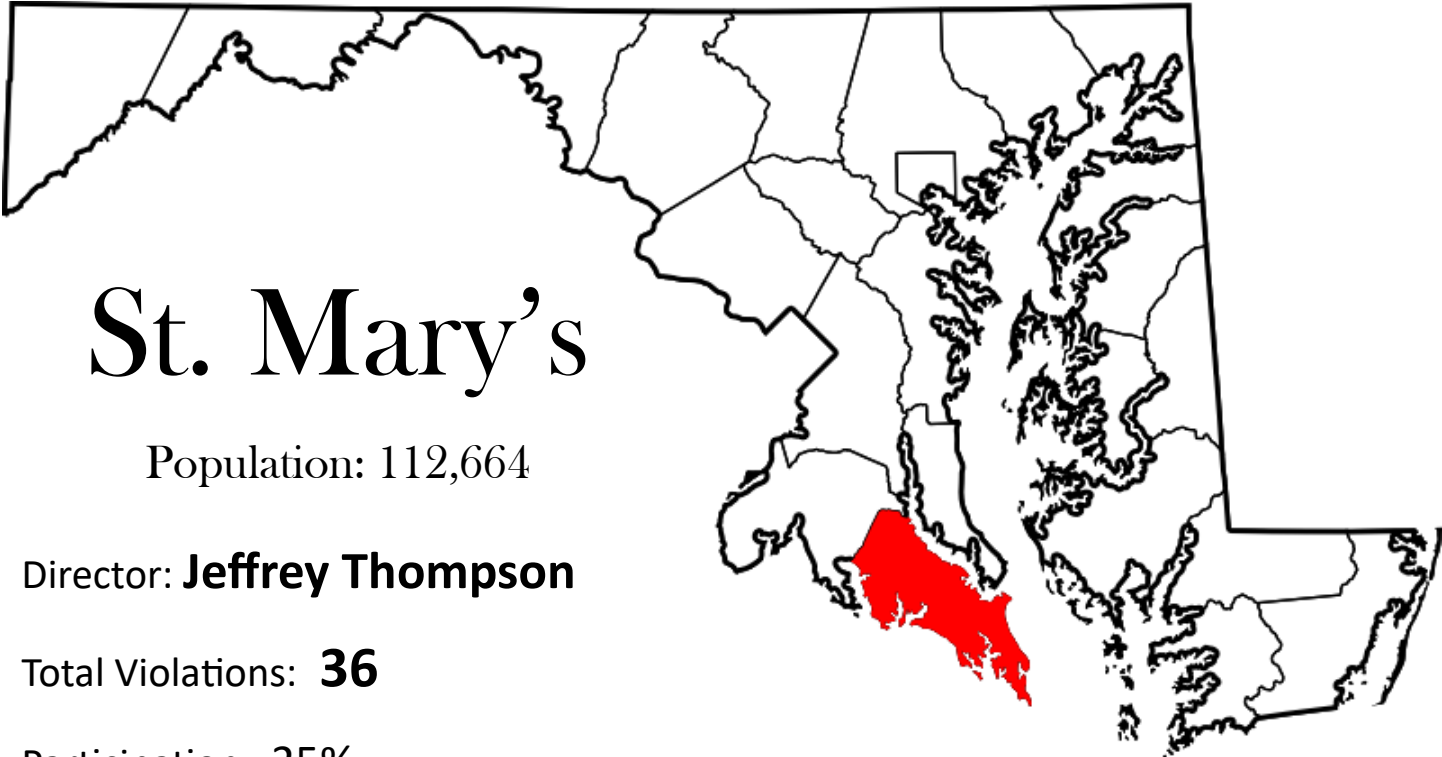 St. Mary’s
Population: 112,664
Director: Jeffrey Thompson
Total Violations: 36